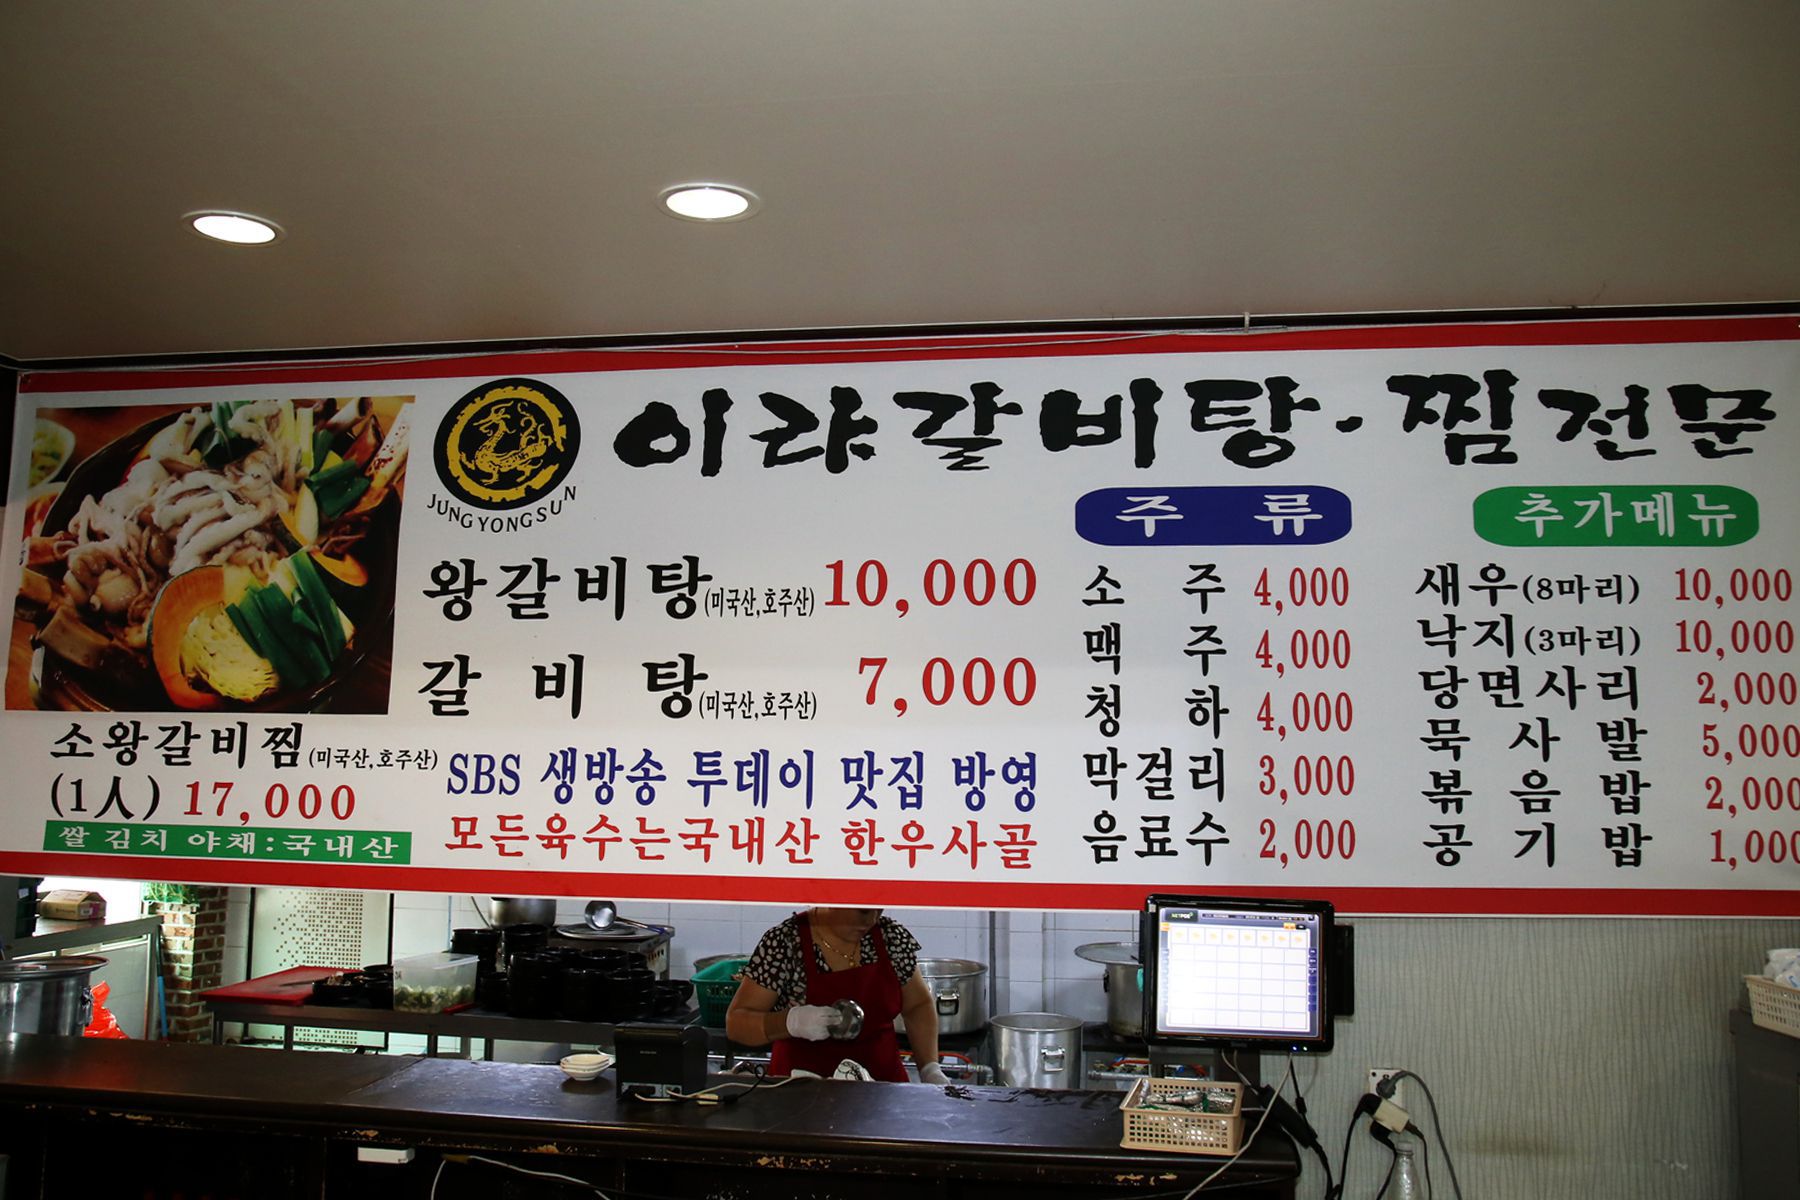 이랴갈비탕·찜전문
JUNG YONG SUN
왕갈비탕(미국산,호주산) 10,000
갈비탕(미국산,호주산) 7,000
SBS 생방송 투데이 맛집 방영
모든육수는국내산 한우사골
소왕갈비찜(미국산,호주산)
(1人) 17,000
쌀 김치 야채:국내산
주류
소주 4,000
맥주 4,000
청하 4,000
막걸리 3,000
음료수 2,000
추가메뉴
새우(8마리) 10,000
낙지(3마리) 10,000
당면사리 2,000
묵사발 5,000
볶음밥 2,000
공기밥 1,000